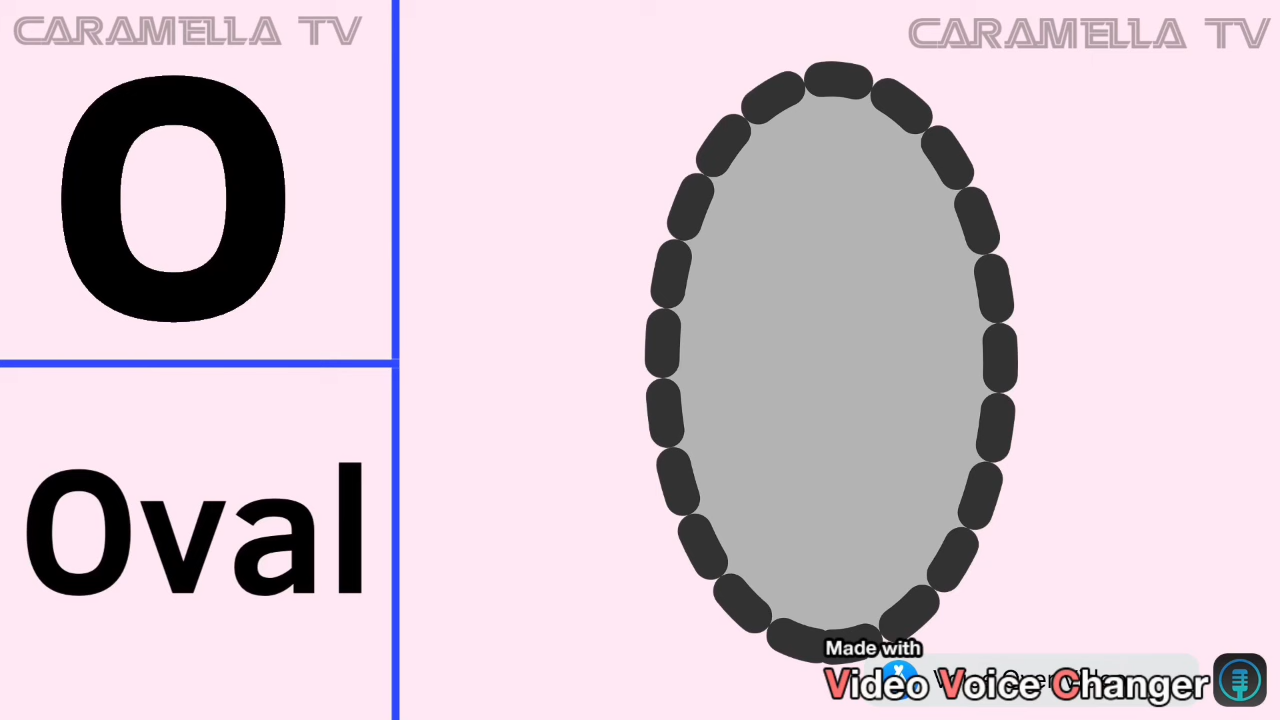 CARAMELLA TV
CARAMELLA TV
O
Oval
Made with
Video Voice Changer